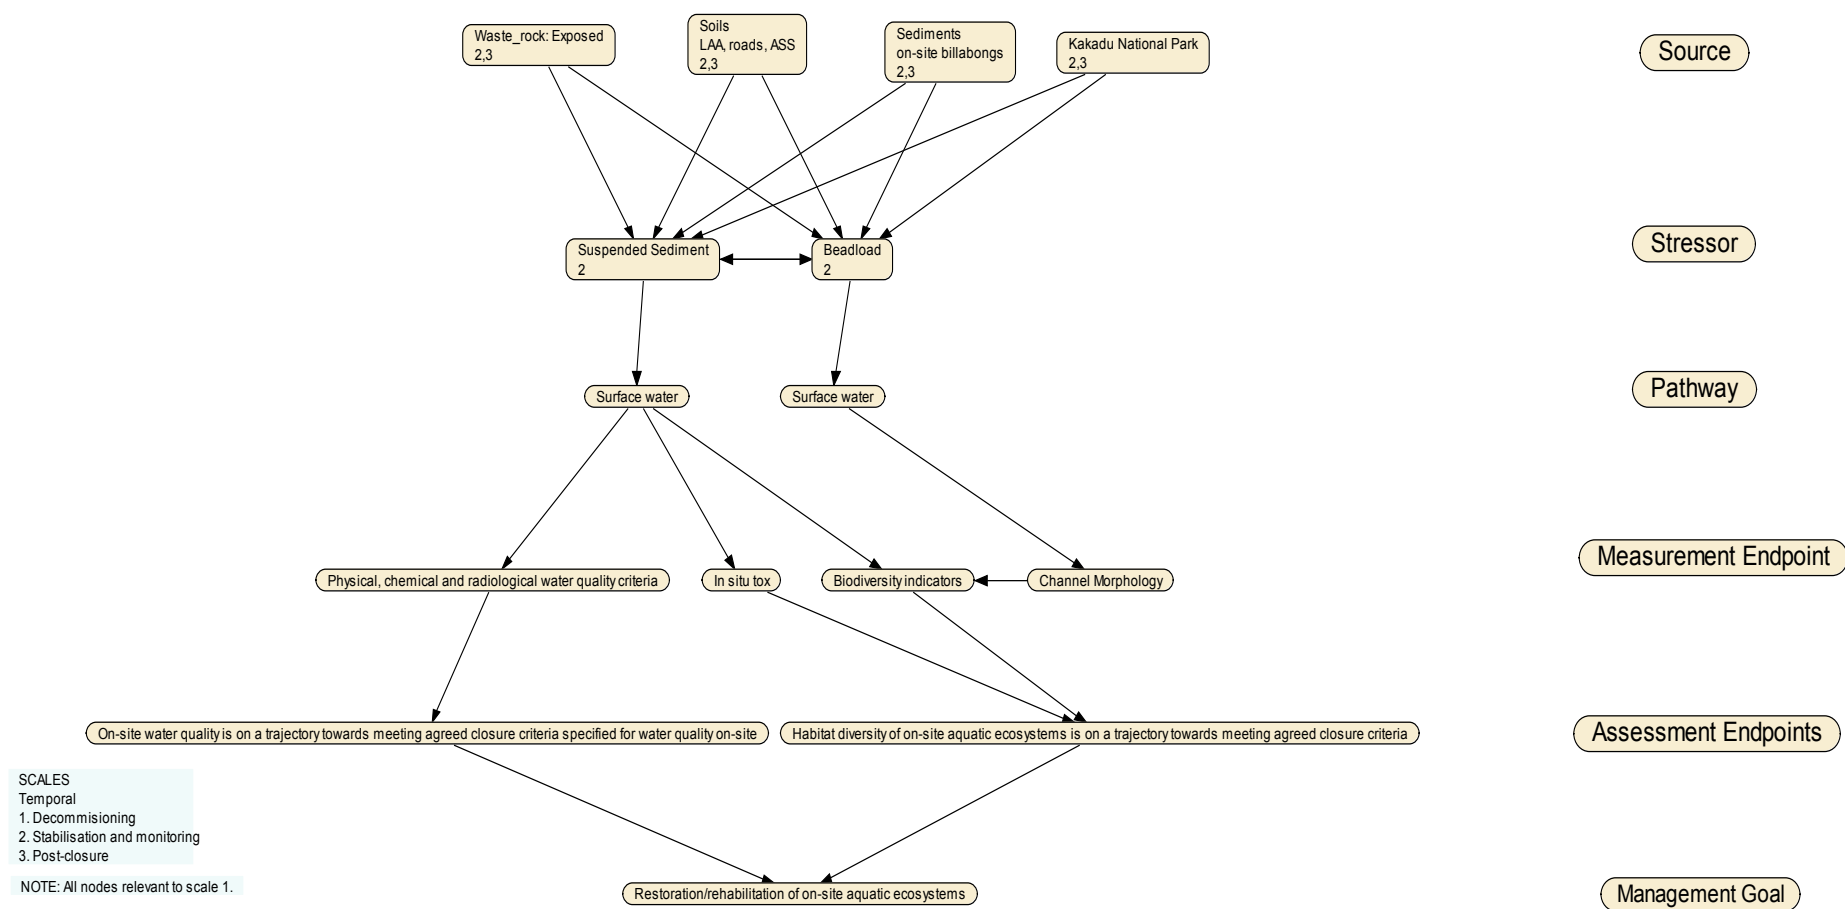 Waste_rock: Exposed
2,3
Soils
LAA, roads, ASS
2,3
Sediments
on-site billabongs
2,3
Kakadu National Park
2,3
Source
Suspended Sediment
2
Beadload
2
Stressor
Surface water
Surface water
Pathway
Physical, chemical and radiological water quality criteria
In situ tox
Biodiversity indicators
Channel Morphology
Measurement Endpoint
On-site water quality is on a trajectory towards meeting agreed closure criteria specified for water quality on-site
Habitat diversity of on-site aquatic ecosystems is on a trajectory towards meeting agreed closure criteria
Assessment Endpoints
SCALES
Temporal
1. Decommisioning
2. Stabilisation and monitoring
3. Post-closure
NOTE: All nodes relevant to scale 1.
Restoration/rehabilitation of on-site aquatic ecosystems
Management Goal